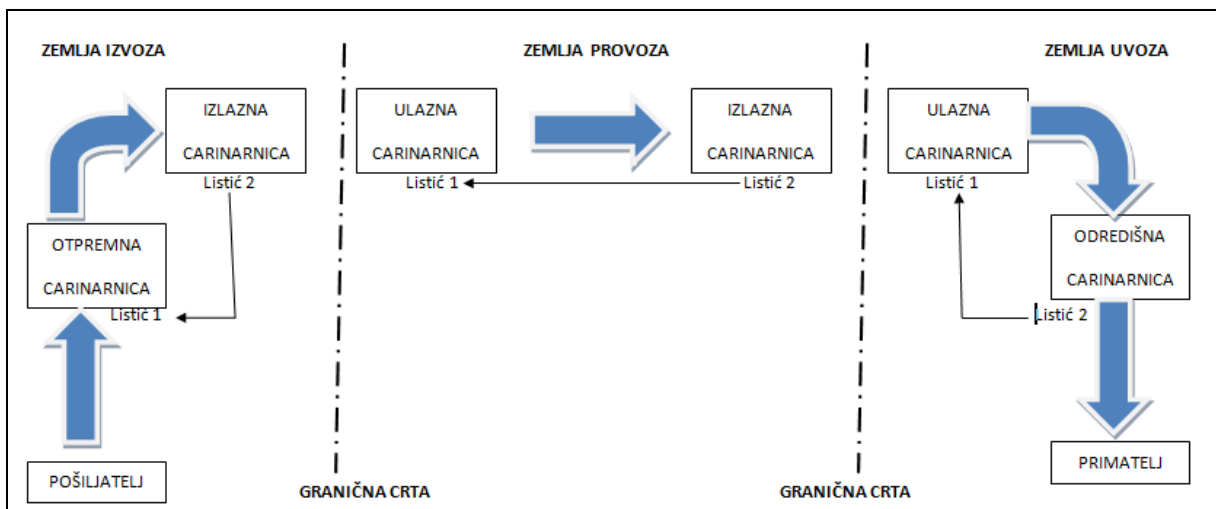 ZEMLJA IZVOZA
ZEMLJA PROVOZA
ZEMLJA UVOZA
IZLAZNA
CARINARNICA
Listić 2
ULAZNA
CARINARNICA
Listić 1
IZLAZNA
CARINARNICA
Listić 2
ULAZNA
CARINARNICA
Listić 1
OTPREMNA
CARINARNICA
Listić 1
ODREDIŠNA
CARINARNICA
Listić 2
POŠILJATELJ
PRIMATELJ
GRANIČNA CRTA
GRANIČNA CRTA